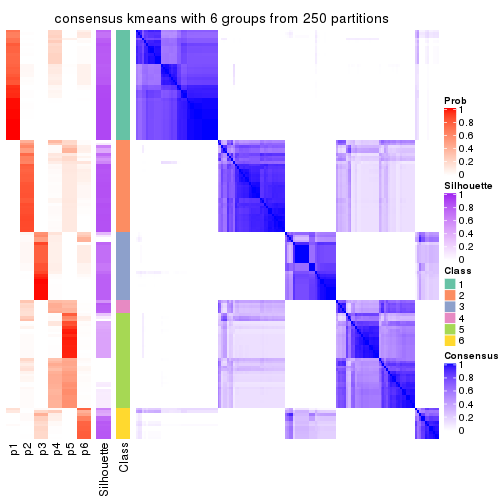 consensus kmeans with 6 groups from 250 partitions
Prob
1
0.8
0.6
0.4
0.2
0
Silhouette
1
0.8
0.6
0.4
0.2
0
Class
1
2
3
4
5
6
Consensus
1
0.8
0.6
0.4
0.2
0
p1
p2
p3
p4
p5
p6
Silhouette
Class